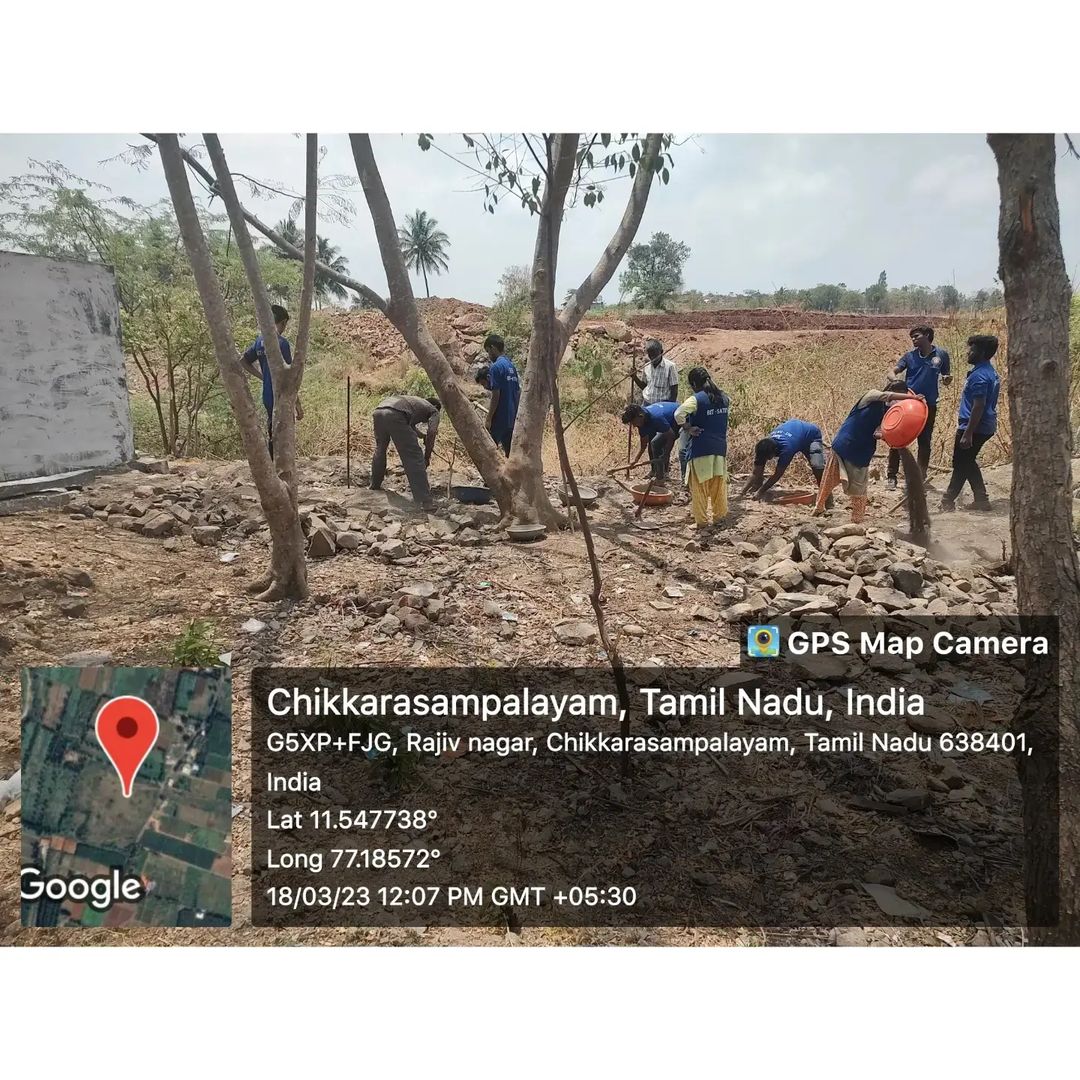 GPS Map Camera
Chikkarasampalayam, Tamil Nadu, India
G5XP+FJG, Rajiv nagar, Chikkarasampalayam, Tamil Nadu 638401,
India
Lat 11.547738°
Long 77.18572°
18/03/23 12:07 PM GMT +05:30
Google